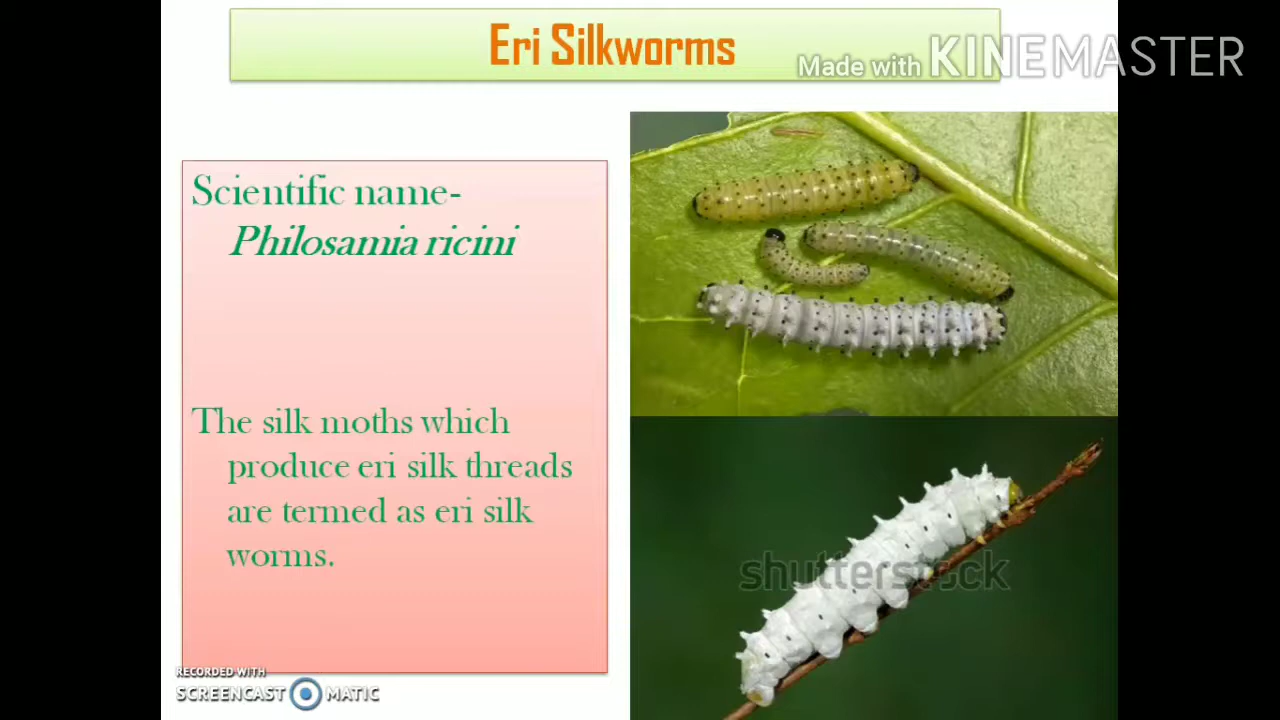 Eri Silkworms
Made with KINEMASTER
Scientific name-
Philosamia ricini
The silk moths which
produce eri silk threads
are termed as eri silk
worms.
shutterstock
RECORDED WITH
SCREENCAST MATIC